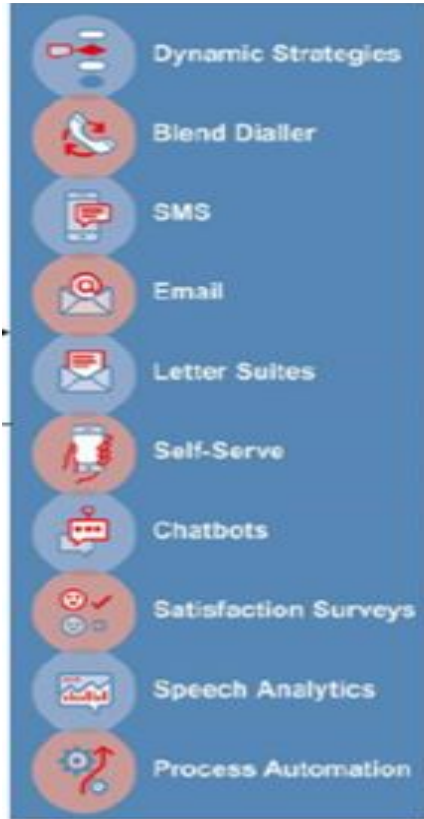 Dynamic Strategies
Blend Dialler
SMS
Email
Letter Suites
Self-Serve
Chatbots
Satisfaction Surveys
Speech Analytics
Process Automation